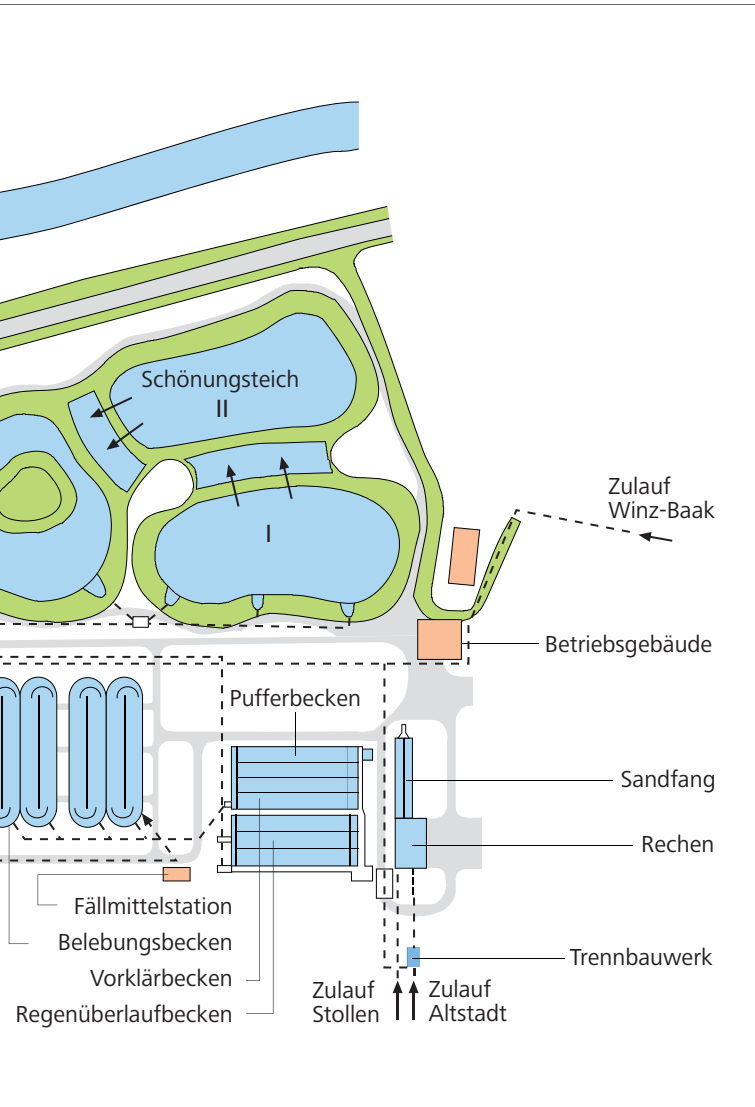 Schönungsteich
II
Zulauf
Winz-Baak
I
Betriebsgebäude
Pufferbecken
Sandfang
Rechen
Fällmittelstation
Belebungsbecken
Trennbauwerk
Vorklärbecken
Zulauf
Stollen
Zulauf
Altstadt
Regenüberlaufbecken